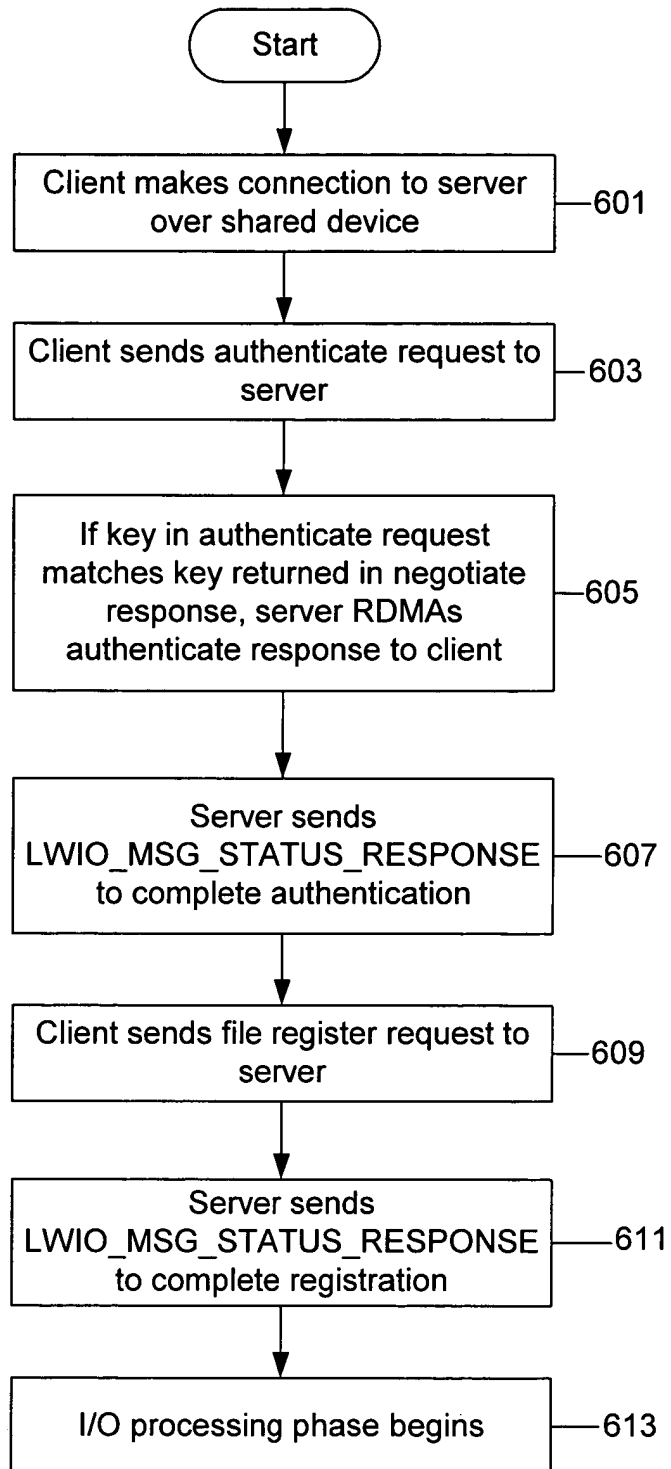 Start
Client makes connection to server
over shared device
601
Client sends authenticate request to
server
603
If key in authenticate request
matches key returned in negotiate
response, server RDMAs
authenticate response to client
605
Server sends
LWIO_MSG_STATUS_RESPONSE
to complete authentication
607
Client sends file register request to
server
609
Server sends
LWIO_MSG_STATUS_RESPONSE
to complete registration
611
I/O processing phase begins
613